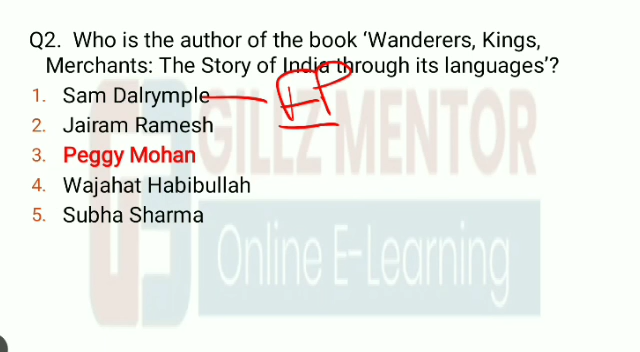 Q2. Who is the author of the book ‘Wanderers, Kings,
Merchants: The Story of India through its languages’?
1. Sam Dalrymple
EP
2. Jairam Ramesh
3. Peggy Mohan
4. Wajahat Habibullah
5. Subha Sharma
GILLZ MENTOR
Online E-Learning